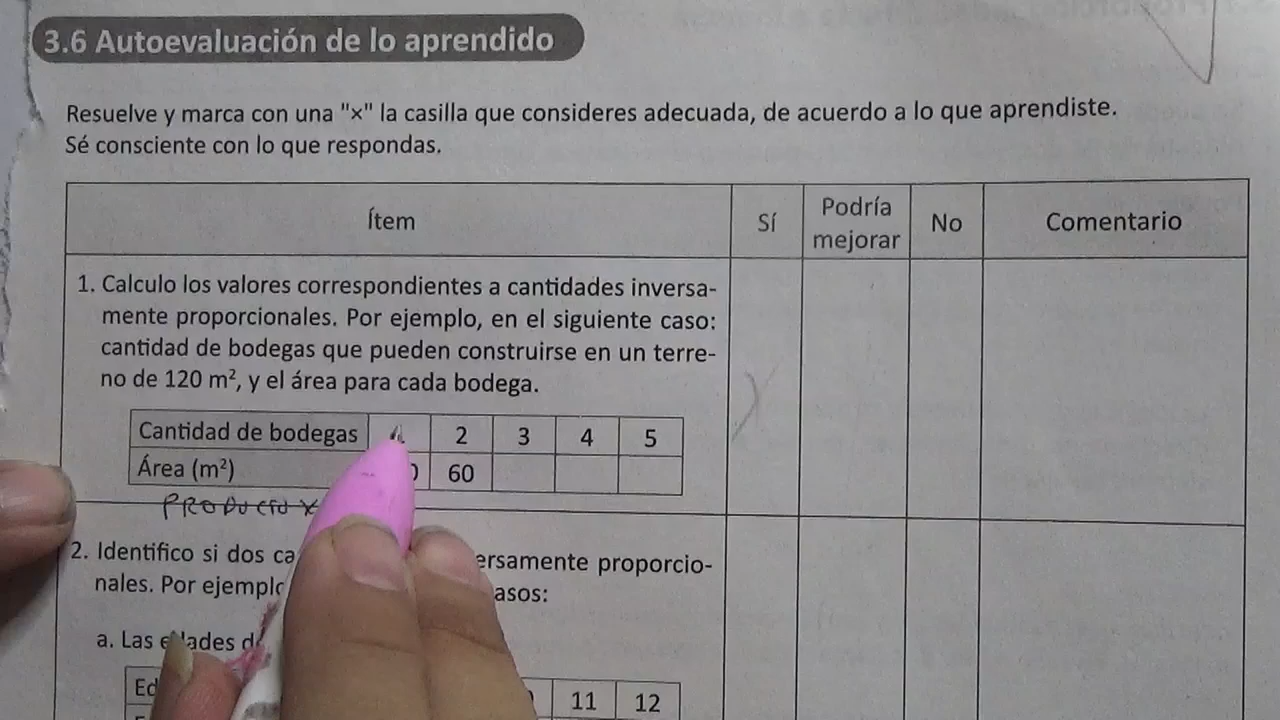 3.6 Autoevaluación de lo aprendido
Resuelve y marca con una "×" la casilla que consideres adecuada, de acuerdo a lo que aprendiste.
Sé consciente con lo que respondas.
Ítem Sí Podría mejorar No Comentario
1. Calculo los valores correspondientes a cantidades inversa-
mente proporcionales. Por ejemplo, en el siguiente caso:
cantidad de bodegas que pueden construirse en un terre-
no de 120 m², y el área para cada bodega.
Cantidad de bodegas 2 3 4 5
Área (m²) 60
PRODUCTO X
2. Identifico si dos ersamente proporcio-
nales. Por asos:
a. Las
11 12